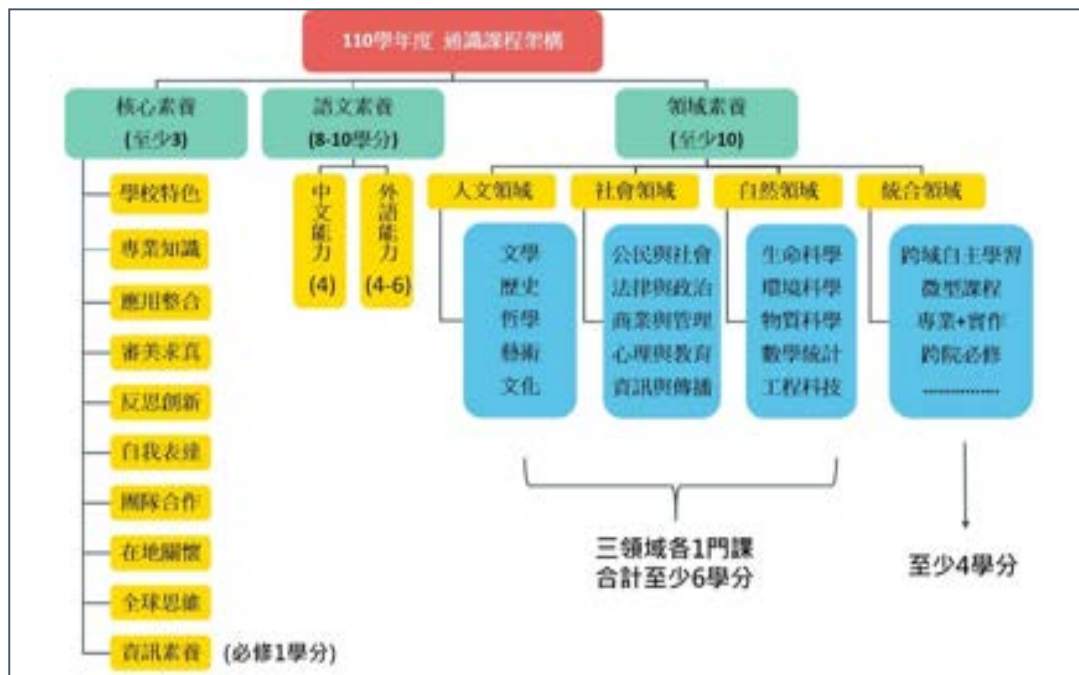 110學年度 通識課程架構
核心素養
(至少3)
學校特色
專業知識
應用整合
審美求真
反思創新
自我表達
團隊合作
在地關懷
全球思維
資訊素養 (必修1學分)
語文素養
(8-10學分)
中文能力
(4)
外語能力
(4-6)
領域素養
(至少10)
人文領域
文學
歷史
哲學
藝術
文化
社會領域
公民與社會
法律與政治
商業與管理
心理與教育
資訊與傳播
自然領域
生命科學
環境科學
物質科學
數學統計
工程科技
三領域各1門課
合計至少6學分
統合領域
跨域自主學習
微型課程
專業+實作
跨院必修
...............
至少4學分